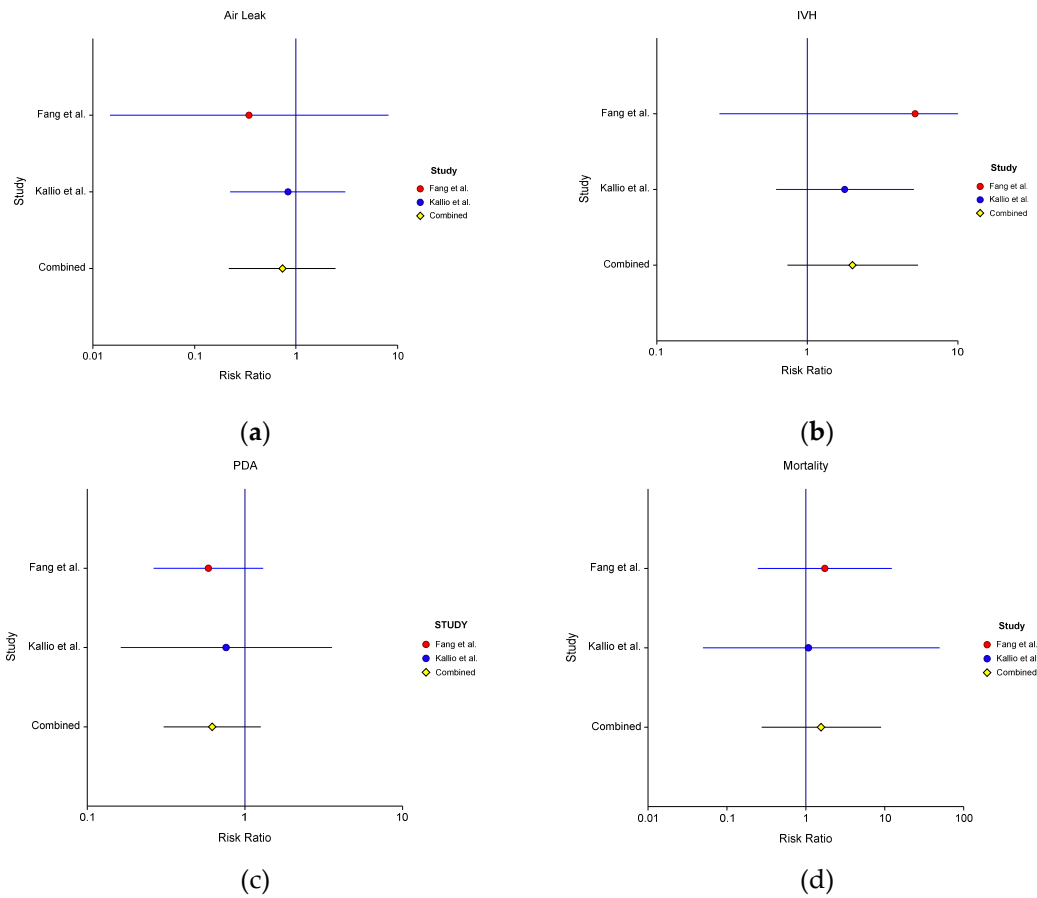 Air Leak
Fang et al.
Kallio et al.
Combined
Study
0.01 0.1 1 10
Risk Ratio
Study
Fang et al.
Kallio et al.
Combined
(a)
IVH
Fang et al.
Kallio et al.
Combined
Study
0.1 1 10
Risk Ratio
Study
Fang et al.
Kallio et al.
Combined
(b)
PDA
Fang et al.
Kallio et al.
Combined
Study
0.1 1 10
Risk Ratio
STUDY
Fang et al.
Kallio et al.
Combined
(c)
Mortality
Fang et al.
Kallio et al.
Combined
Study
0.01 0.1 1 10 100
Risk Ratio
Study
Fang et al.
Kallio et al
Combined
(d)